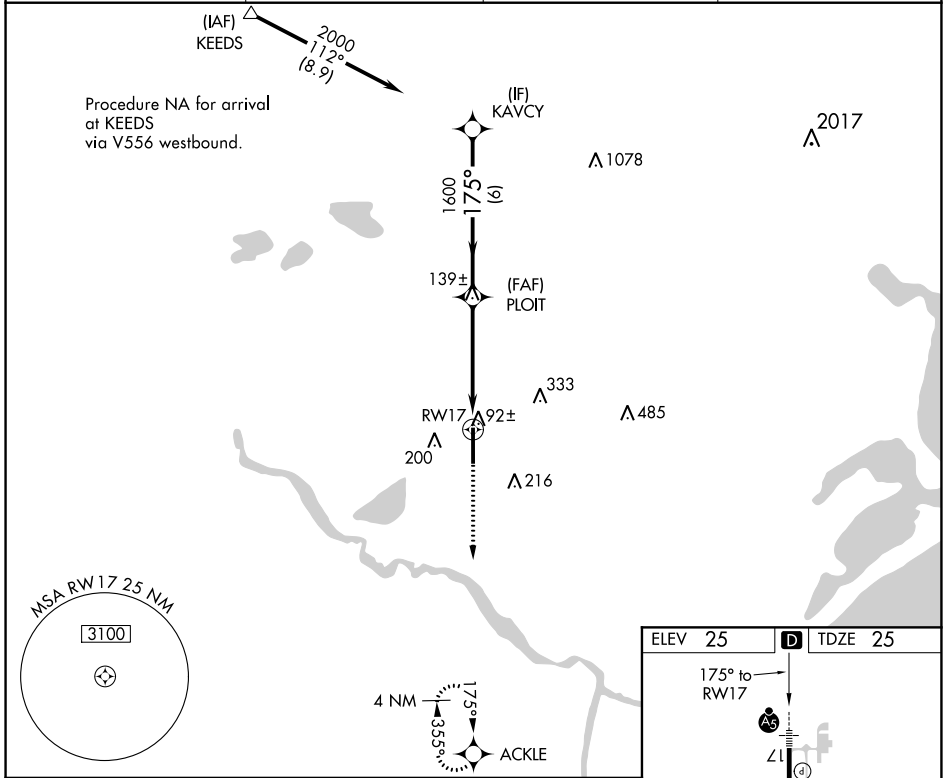 (IAF)
KEEDS
2000
112°
(8.9)
Procedure NA for arrival
at KEEDS
via V556 westbound.
(IF)
KAVCY
2017
1078
1600
175°
(6)
139±
(FAF)
PLOIT
333
RW17
92±
485
200
216
MSA RW17 25 NM
3100
4 NM
175°
355°
ACKLE
ELEV 25
D
TDZE 25
175° to
RW17
A5
17
P